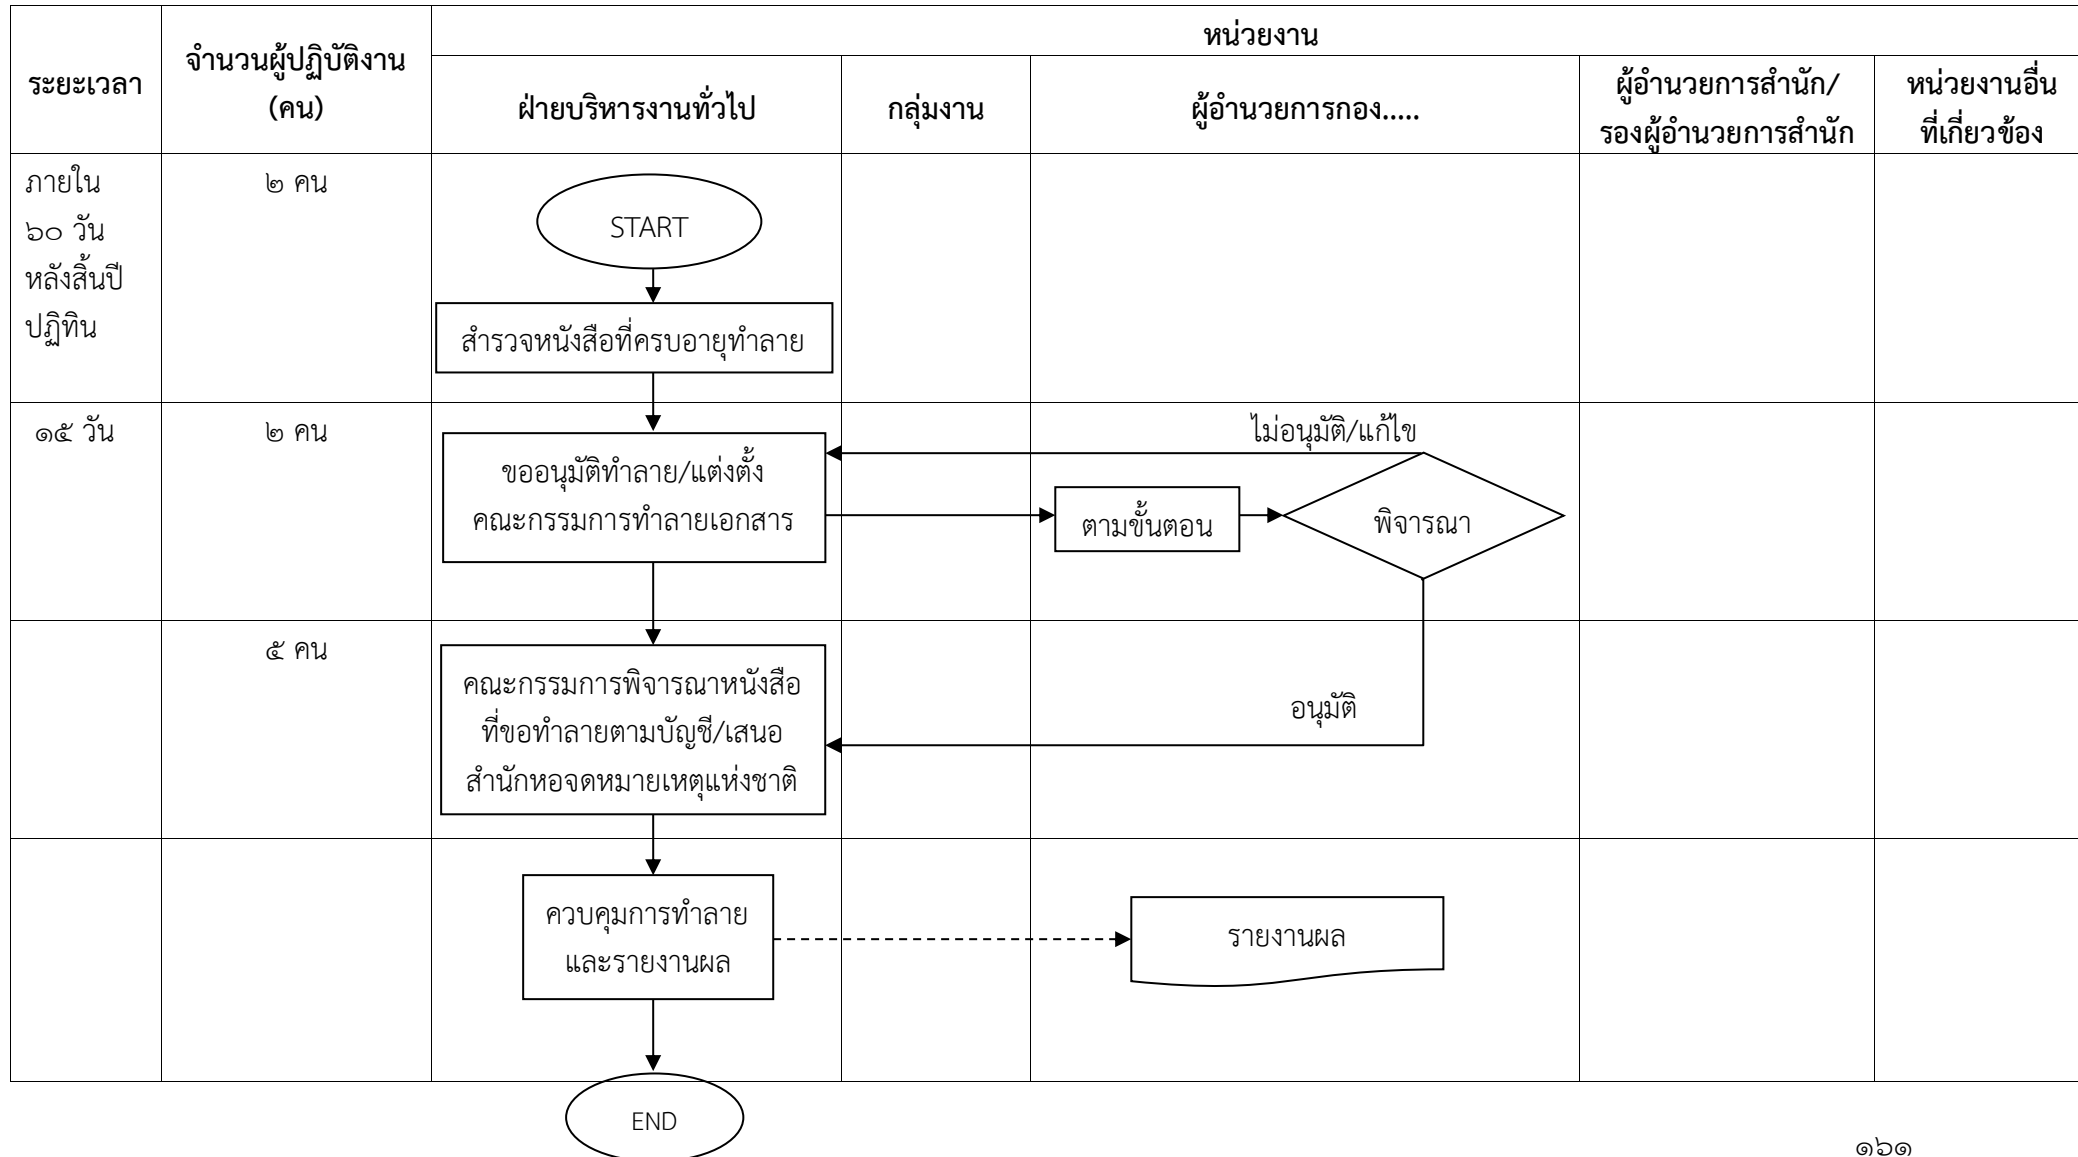 หน่วยงาน
ระยะเวลา
จำนวนผู้ปฏิบัติงาน
(คน)
ฝ่ายบริหารงานทั่วไป
กลุ่มงาน
ผู้อำนวยการกอง.....
ผู้อำนวยการสำนัก/
รองผู้อำนวยการสำนัก
หน่วยงานอื่น
ที่เกี่ยวข้อง
ภายใน
๖๐ วัน
หลังสิ้นปี
ปฏิทิน
๒ คน
START
สำรวจหนังสือที่ครบอายุทำลาย
๑๕ วัน
๒ คน
ขออนุมัติทำลาย/แต่งตั้ง
คณะกรรมการทำลายเอกสาร
ไม่อนุมัติ/แก้ไข
ตามขั้นตอน
พิจารณา
๕ คน
คณะกรรมการพิจารณาหนังสือ
ที่ขอทำลายตามบัญชี/เสนอ
สำนักหอจดหมายเหตุแห่งชาติ
อนุมัติ
ควบคุมการทำลาย
และรายงานผล
รายงานผล
END
๑๖๑